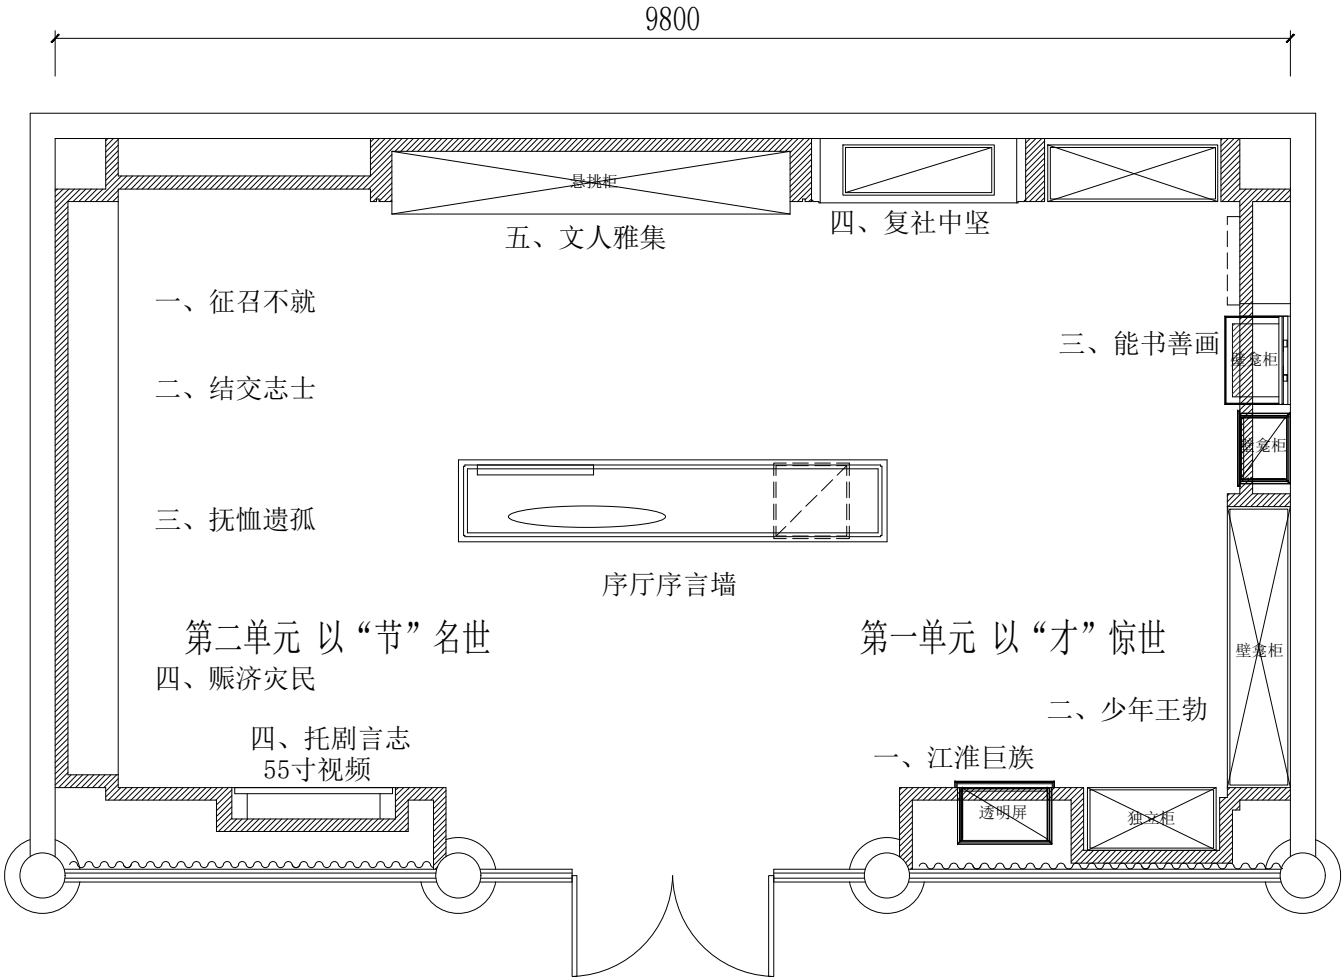 9800
悬挑柜
五、文人雅集
四、复社中坚
一、征召不就
三、能书善画
壁龛柜
二、结交志士
壁龛柜
三、抚恤遗孤
序厅序言墙
第二单元 以“节”名世
第一单元 以“才”惊世
壁龛柜
四、赈济灾民
二、少年王勃
四、托剧言志
55寸视频
一、江淮巨族
透明屏
独立柜